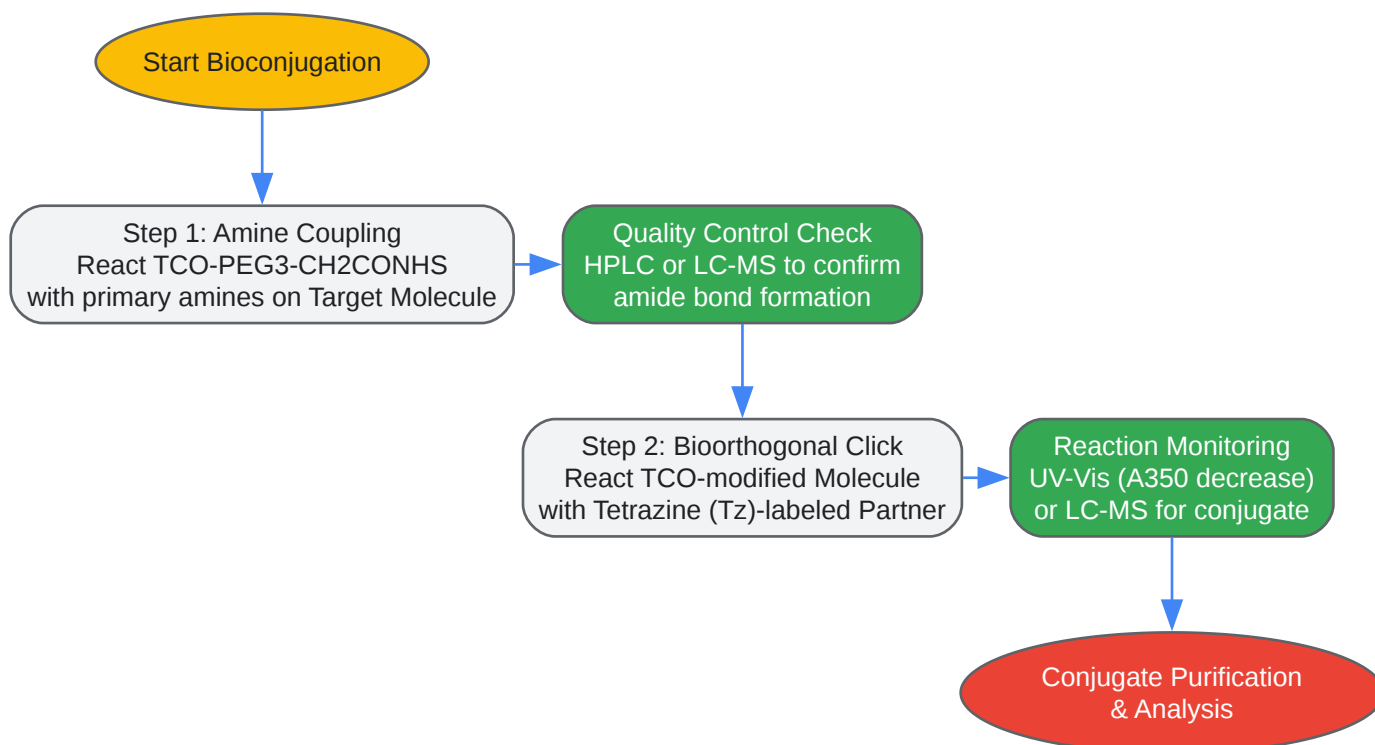 Start Bioconjugation
Step 1: Amine Coupling
React TCO-PEG3-CH2CONHS
with primary amines on Target Molecule
Quality Control Check
HPLC or LC-MS to confirm
amide bond formation
Step 2: Bioorthogonal Click
React TCO-modified Molecule
with Tetrazine (Tz)-labeled Partner
Reaction Monitoring
UV-Vis (A350 decrease)
or LC-MS for conjugate
Conjugate Purification
& Analysis